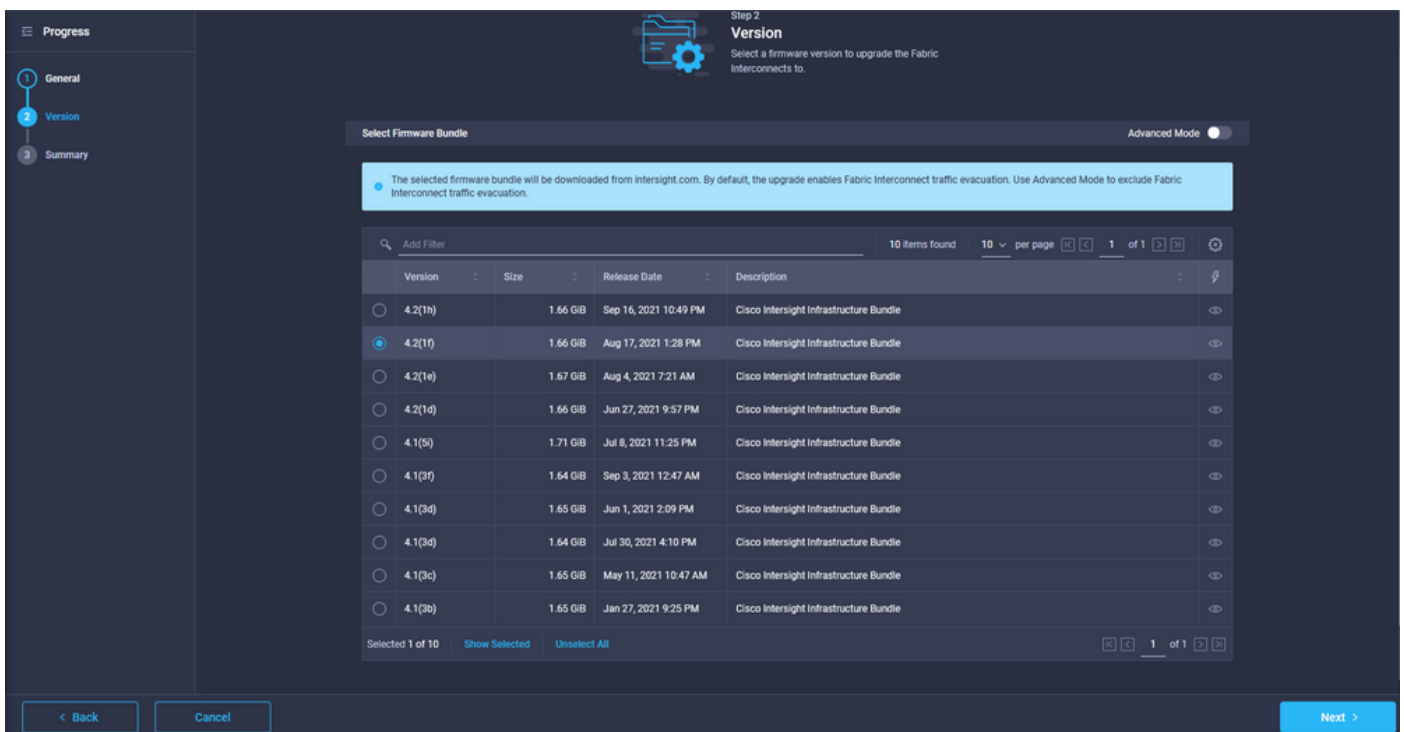 Progress
1 General
2 Version
3 Summary
Step 2
Version
Select a firmware version to upgrade the Fabric
Interconnects to.
Select Firmware Bundle Advanced Mode
The selected firmware bundle will be downloaded from intersight.com. By default, the upgrade enables Fabric Interconnect traffic evacuation. Use Advanced Mode to exclude Fabric
Interconnect traffic evacuation.
Add Filter 10 items found 10 per page 1 of 1
Version Size Release Date Description
4.2(1h) 1.66 GiB Sep 16, 2021 10:49 PM Cisco Intersight Infrastructure Bundle
4.2(1f) 1.66 GiB Aug 17, 2021 1:28 PM Cisco Intersight Infrastructure Bundle
4.2(1e) 1.67 GiB Aug 4, 2021 7:21 AM Cisco Intersight Infrastructure Bundle
4.2(1d) 1.66 GiB Jun 27, 2021 9:57 PM Cisco Intersight Infrastructure Bundle
4.1(5i) 1.71 GiB Jul 8, 2021 11:25 PM Cisco Intersight Infrastructure Bundle
4.1(3f) 1.64 GiB Sep 3, 2021 12:47 AM Cisco Intersight Infrastructure Bundle
4.1(3d) 1.65 GiB Jun 1, 2021 2:09 PM Cisco Intersight Infrastructure Bundle
4.1(3d) 1.64 GiB Jul 30, 2021 4:10 PM Cisco Intersight Infrastructure Bundle
4.1(3c) 1.65 GiB May 11, 2021 10:47 AM Cisco Intersight Infrastructure Bundle
4.1(3b) 1.65 GiB Jan 27, 2021 9:25 PM Cisco Intersight Infrastructure Bundle
Selected 1 of 10 Show Selected Unselect All 1 of 1
< Back Cancel Next >